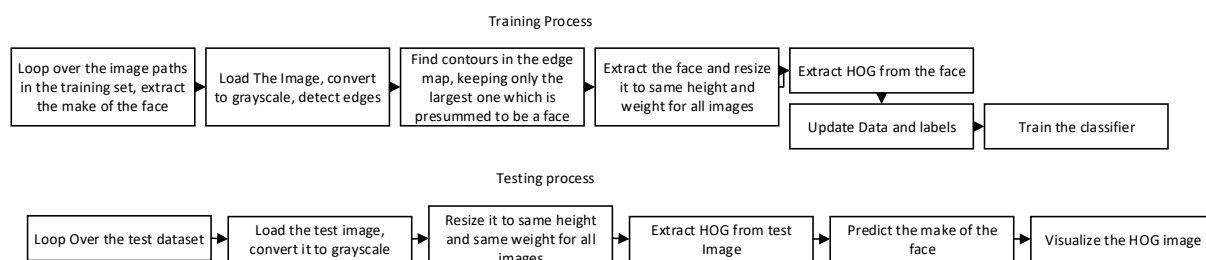 Training Process
Loop over the image paths
in the training set, extract
the make of the face
Load The Image, convert
to grayscale, detect edges
Find contours in the edge
map, keeping only the
largest one which is
presummed to be a face
Extract the face and resize
it to same height and
weight for all images
Extract HOG from the face
Update Data and labels
Train the classifier
Testing process
Loop Over the test dataset
Load the test image,
convert it to grayscale
Resize it to same height
and same weight for all
images
Extract HOG from test
Image
Predict the make of the
face
Visualize the HOG image